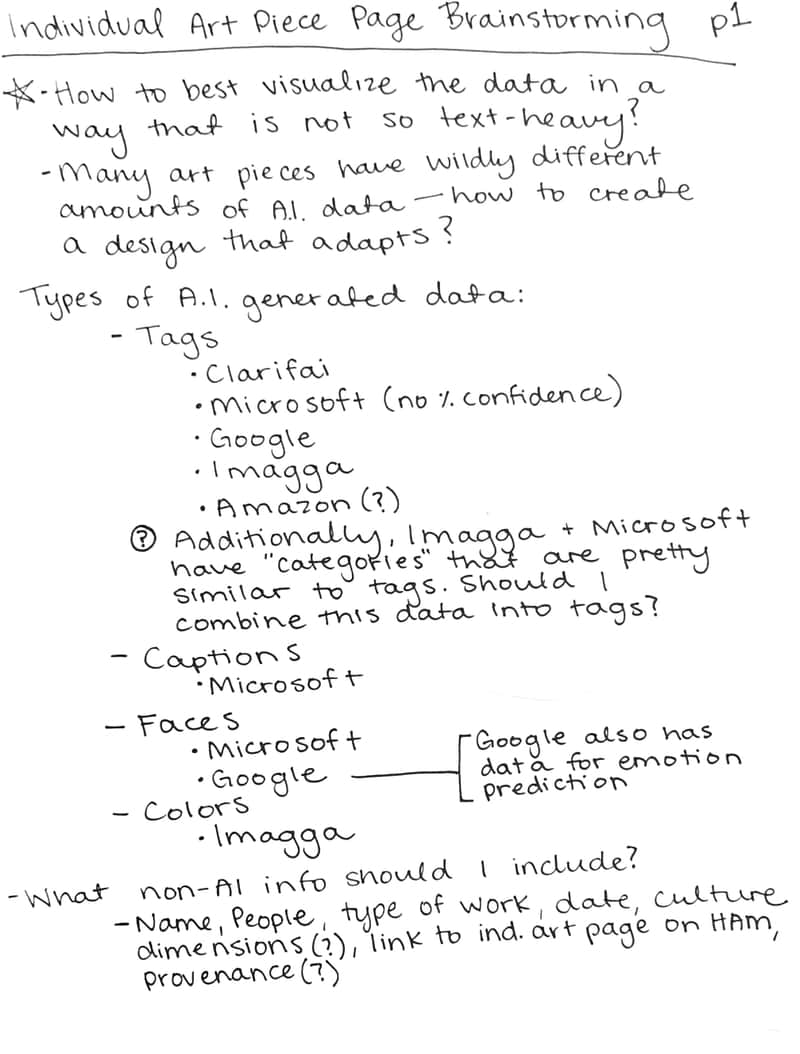 Individual Art Piece Page Brainstorming p1
☆-How to best visualize the data in a
way that is not so text-heavy?
-Many art pieces have wildly different
amounts of A.I. data—how to create
a design that adapts?
Types of A.I. generated data:
- Tags
• Clarifai
• Microsoft (no % confidence)
• Google
• Imagga
• Amazon (?)
? Additionally, Imagga + Microsoft
have "categories" that are pretty
similar to tags. Should I
combine this data into tags?
- Captions
• Microsoft
- Faces
• Microsoft
• Google
Google also has
data for emotion
prediction
- Colors
• Imagga
-What non-AI info should I include?
-Name, People, type of work, date, culture
dimensions(?), link to ind. art page on HAM,
provenance(?)